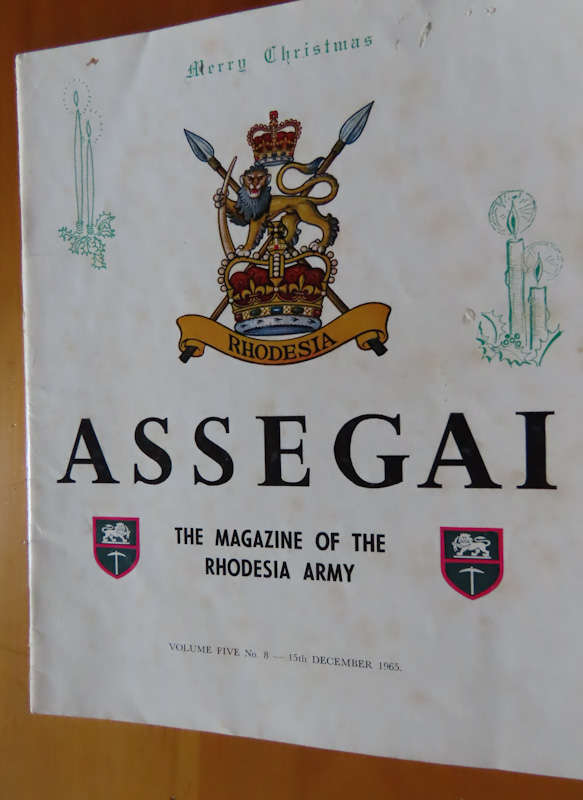 Merry Christmas
RHODESIA
ASSEGAI
THE MAGAZINE OF THE
RHODESIA ARMY
VOLUME FIVE No. 8 — 15th DECEMBER 1965.